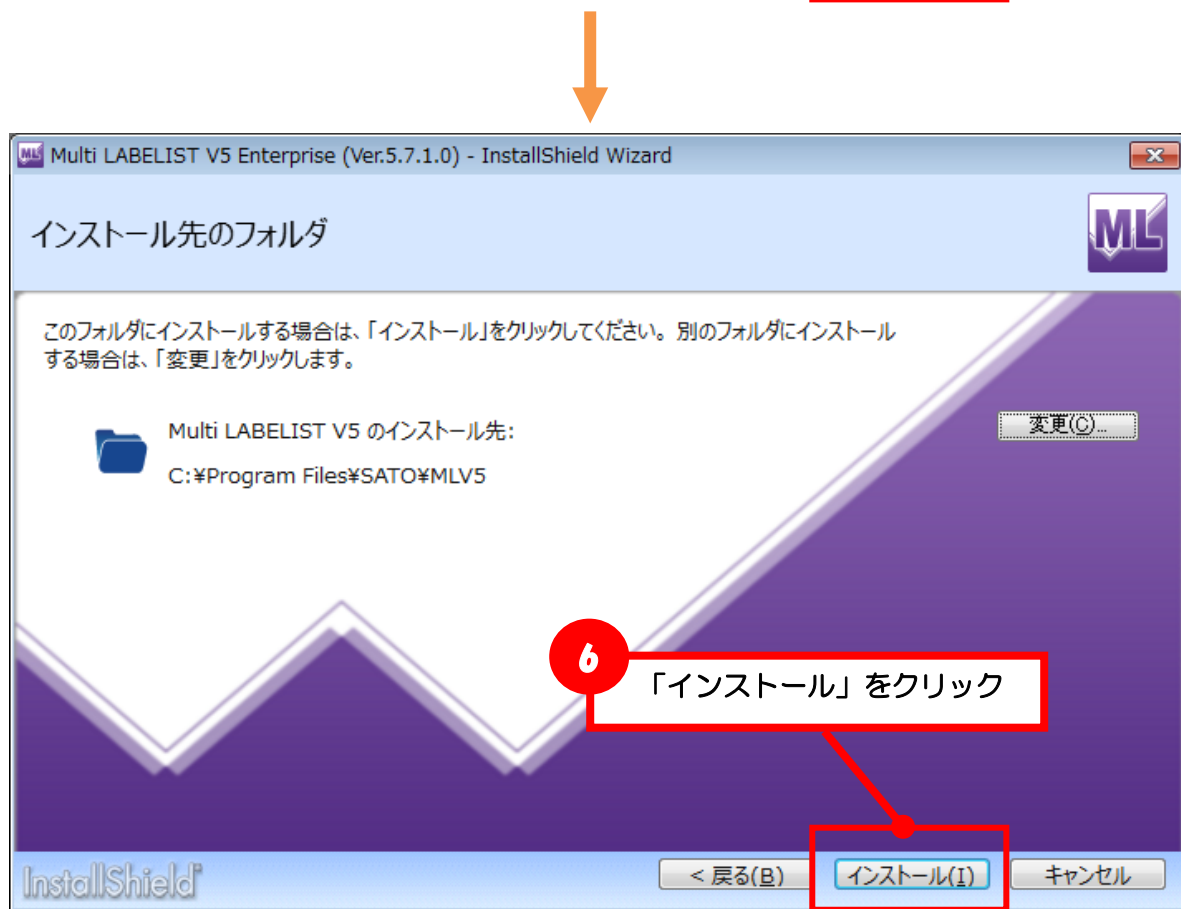 Multi LABELIST V5 Enterprise (Ver.5.7.1.0) - InstallShield Wizard
インストール先のフォルダ
ML
このフォルダにインストールする場合は、「インストール」をクリックしてください。別のフォルダにインストール
する場合は、「変更」をクリックします。
Multi LABELIST V5 のインストール先:
変更(C)...
C:¥Program Files¥SATO¥MLV5
6
「インストール」をクリック
InstallShield
< 戻る(B)
インストール(I)
キャンセル